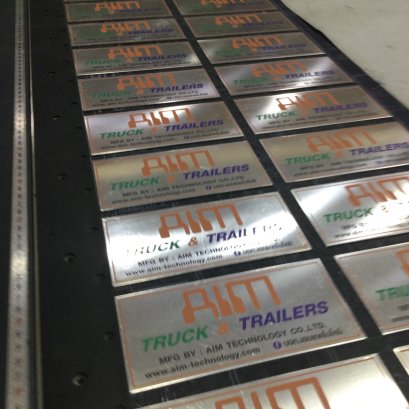 AIM
TRUCK & TRAILERS
MFG BY : AIM TECHNOLOGY CO.,LTD.
www.aim-technology.com